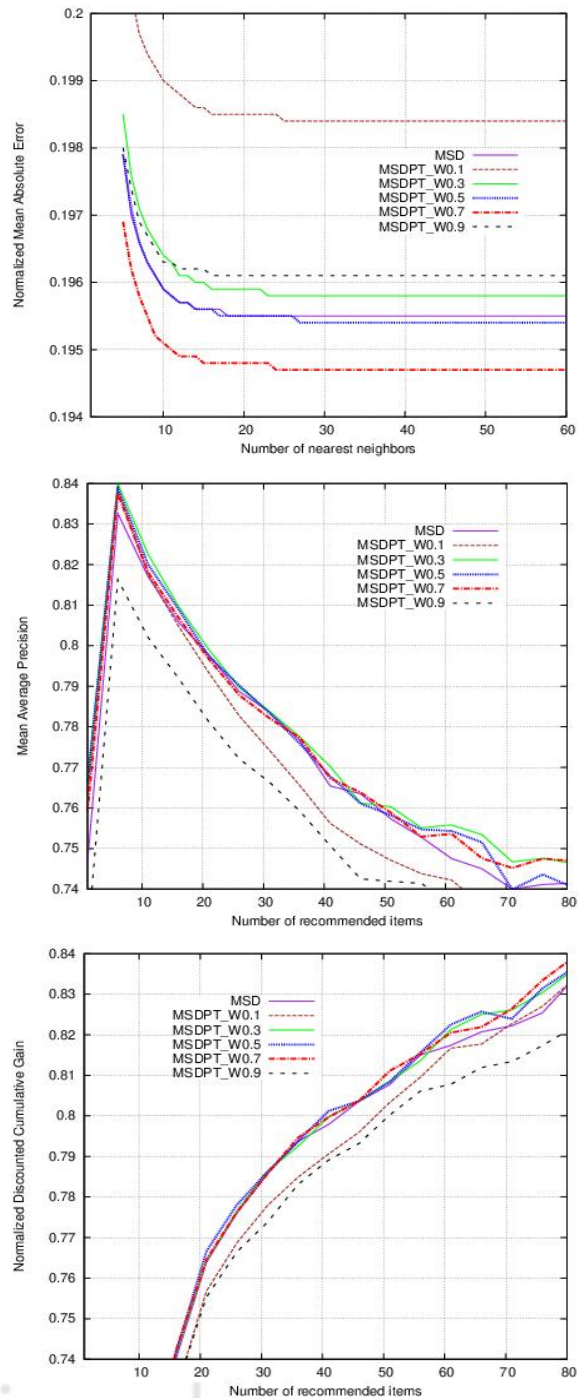 0.2
0.199
0.198
0.197
0.196
0.195
0.194
Normalized Mean Absolute Error
MSD
MSDPT_W0.1
MSDPT_W0.3
MSDPT_W0.5
MSDPT_W0.7
MSDPT_W0.9
10 20 30 40 50 60
Number of nearest neighbors
0.84
0.83
0.82
0.81
0.8
0.79
0.78
0.77
0.76
0.75
0.74
Mean Average Precision
MSD
MSDPT_W0.1
MSDPT_W0.3
MSDPT_W0.5
MSDPT_W0.7
MSDPT_W0.9
10 20 30 40 50 60 70 80
Number of recommended items
0.84
0.83
0.82
0.81
0.8
0.79
0.78
0.77
0.76
0.75
0.74
Normalized Discounted Cumulative Gain
MSD
MSDPT_W0.1
MSDPT_W0.3
MSDPT_W0.5
MSDPT_W0.7
MSDPT_W0.9
10 20 30 40 50 60 70 80
Number of recommended items